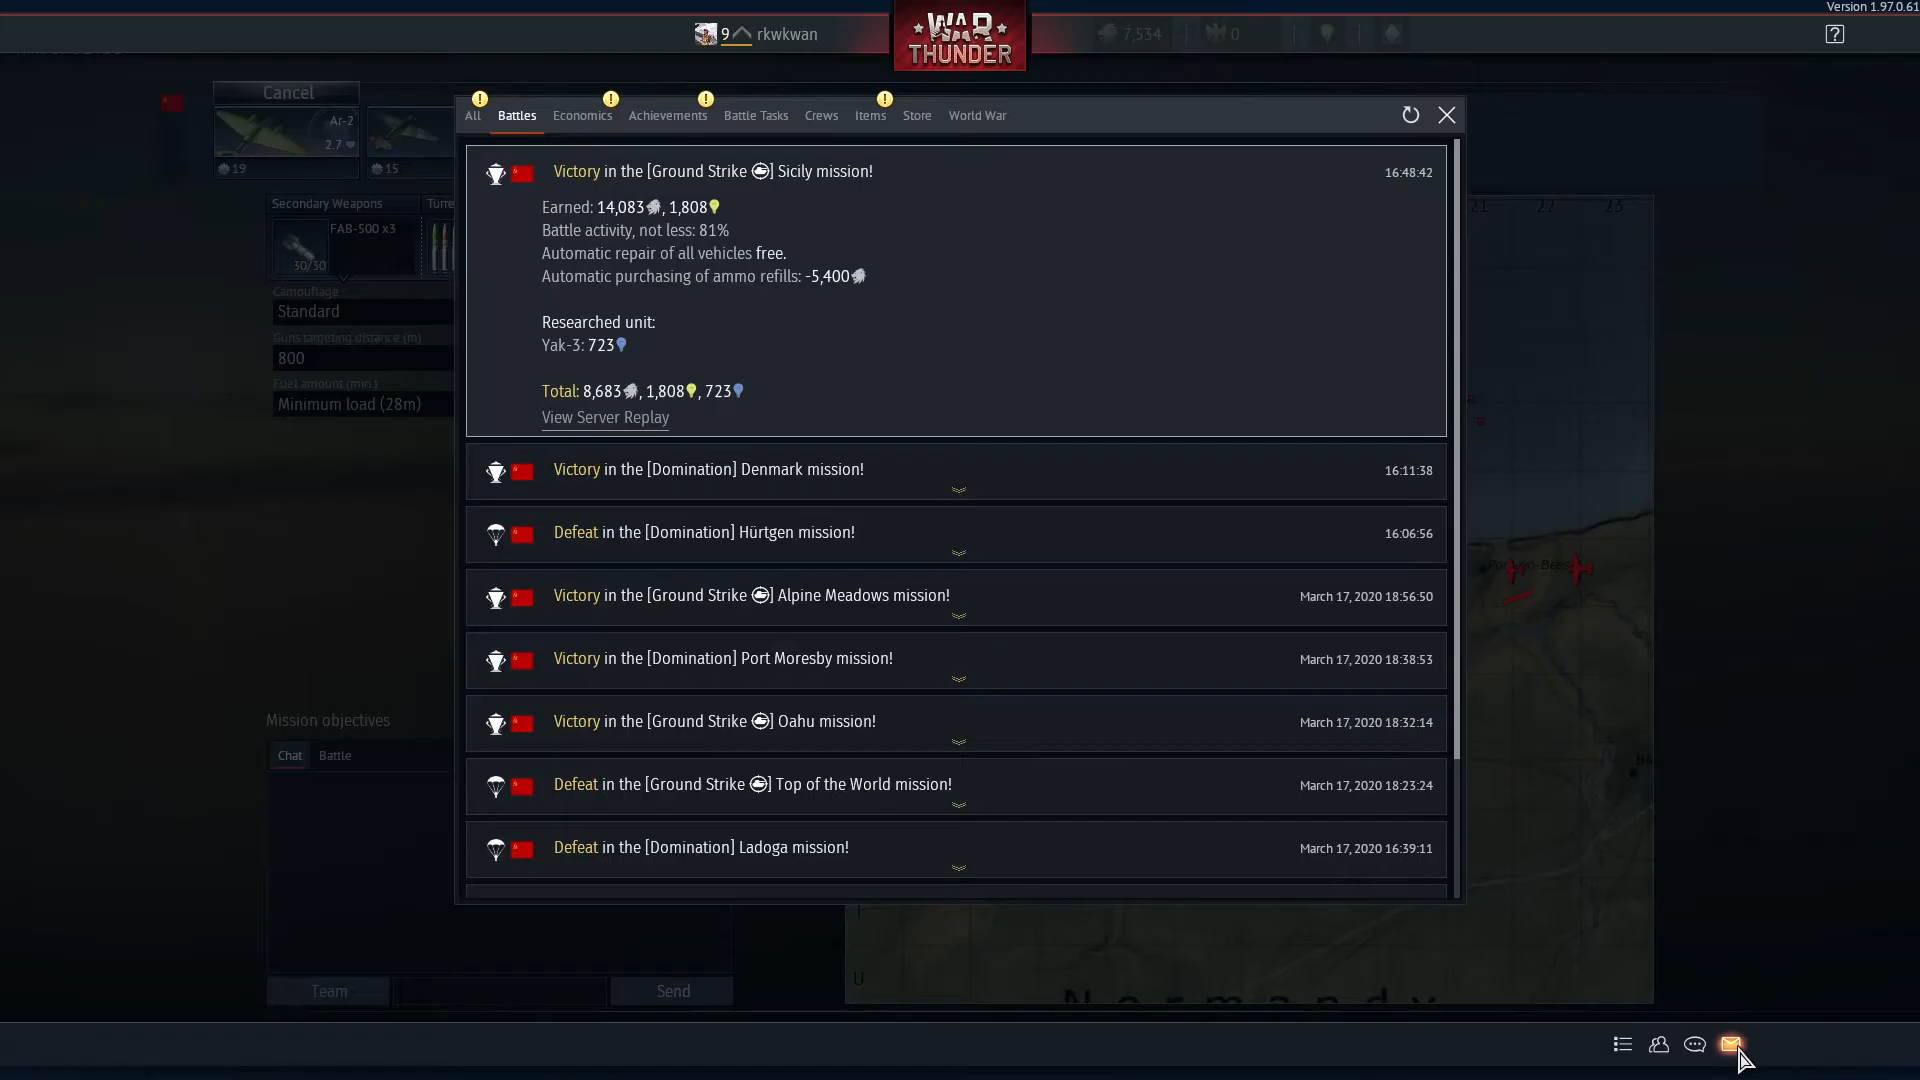 Version 1.97.0.61
9 rkwkwan
WAR THUNDER
7,534
0
Cancel
Ar-2
2.7
19
15
All
Battles
Economics
Achievements
Battle Tasks
Crews
Items
Store
World War
Secondary Weapons
FAB-500 x3
30/30
Camouflage
Standard
Guns targeting distance (m)
800
Fuel amount (min.)
Minimum load (28m)
Victory in the [Ground Strike] Sicily mission!
16:48:42
Earned: 14,083, 1,808
Battle activity, not less: 81%
Automatic repair of all vehicles free.
Automatic purchasing of ammo refills: -5,400
Researched unit:
Yak-3: 723
Total: 8,683, 1,808, 723
View Server Replay
Victory in the [Domination] Denmark mission!
16:11:38
Defeat in the [Domination] Hürtgen mission!
16:06:56
Victory in the [Ground Strike] Alpine Meadows mission!
March 17, 2020 18:56:50
Victory in the [Domination] Port Moresby mission!
March 17, 2020 18:38:53
Victory in the [Ground Strike] Oahu mission!
March 17, 2020 18:32:14
Defeat in the [Ground Strike] Top of the World mission!
March 17, 2020 18:23:24
Defeat in the [Domination] Ladoga mission!
March 17, 2020 16:39:11
21
22
23
Mission objectives
Chat
Battle
Team
Send
U
Normandy